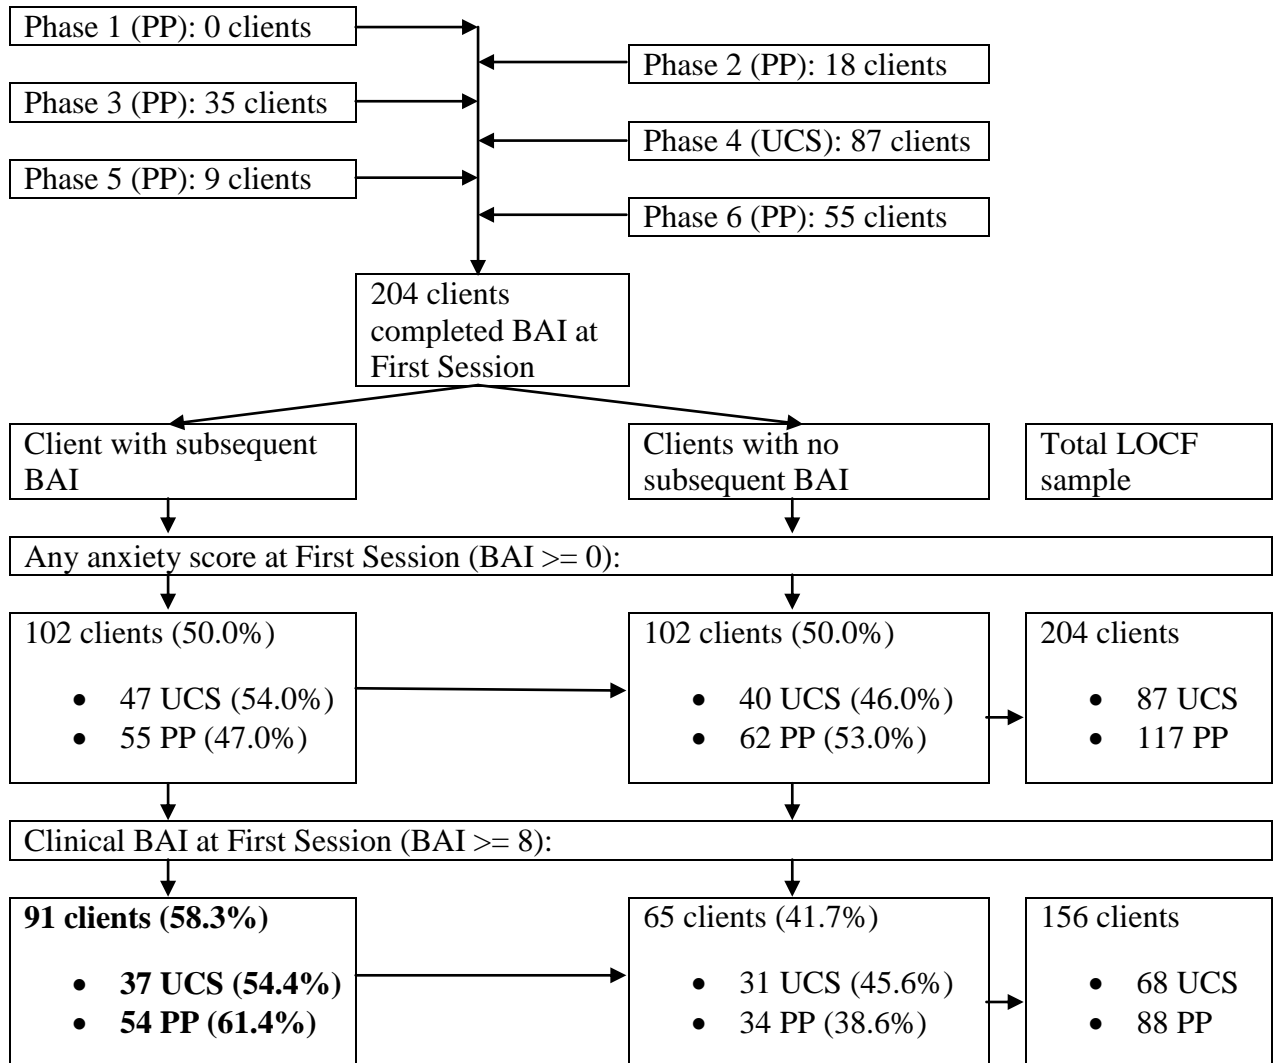 Phase 1 (PP): 0 clients
Phase 2 (PP): 18 clients
Phase 3 (PP): 35 clients
Phase 4 (UCS): 87 clients
Phase 5 (PP): 9 clients
Phase 6 (PP): 55 clients
204 clients
completed BAI at
First Session
Client with subsequent
BAI
Clients with no
subsequent BAI
Total LOCF
sample
Any anxiety score at First Session (BAI >= 0):
102 clients (50.0%)
• 47 UCS (54.0%)
• 55 PP (47.0%)
102 clients (50.0%)
• 40 UCS (46.0%)
• 62 PP (53.0%)
204 clients
• 87 UCS
• 117 PP
Clinical BAI at First Session (BAI >= 8):
91 clients (58.3%)
• 37 UCS (54.4%)
• 54 PP (61.4%)
65 clients (41.7%)
• 31 UCS (45.6%)
• 34 PP (38.6%)
156 clients
• 68 UCS
• 88 PP